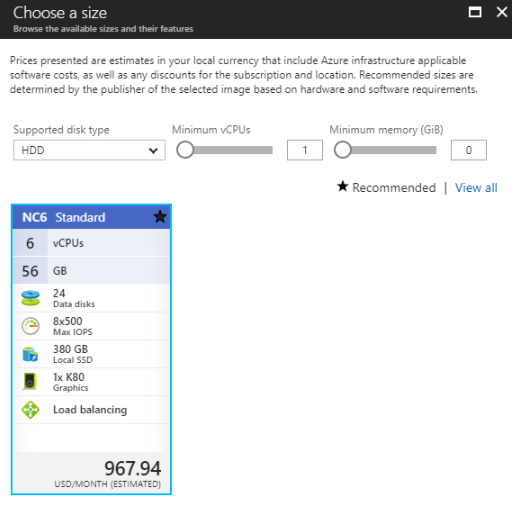 Choose a size
Browse the available sizes and their features
Prices presented are estimates in your local currency that include Azure infrastructure applicable
software costs, as well as any discounts for the subscription and location. Recommended sizes are
determined by the publisher of the selected image based on hardware and software requirements.
Supported disk type Minimum vCPUs Minimum memory (GiB)
HDD 1 0
★ Recommended | View all
NC6 Standard ★
6 vCPUs
56 GB
24
Data disks
8x500
Max IOPS
380 GB
Local SSD
1x K80
Graphics
Load balancing
967.94
USD/MONTH (ESTIMATED)